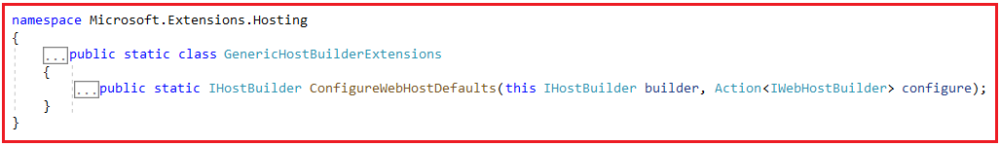 namespace Microsoft.Extensions.Hosting
{
...public static class GenericHostBuilderExtensions
{
...public static IHostBuilder ConfigureWebHostDefaults(this IHostBuilder builder, Action<IWebHostBuilder> configure);
}
}